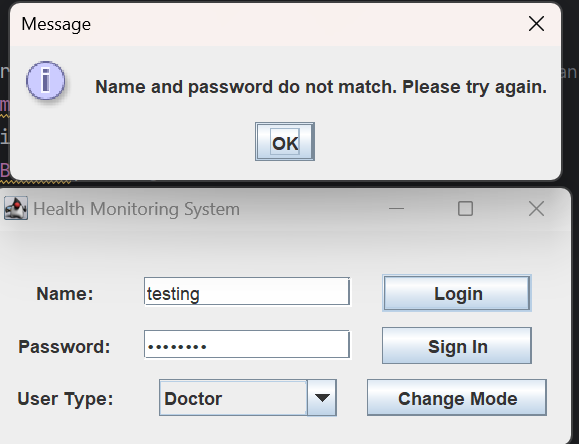 Message
Name and password do not match. Please try again.
OK
Health Monitoring System
Name: testing Login
Password: •••••••• Sign In
User Type: Doctor Change Mode